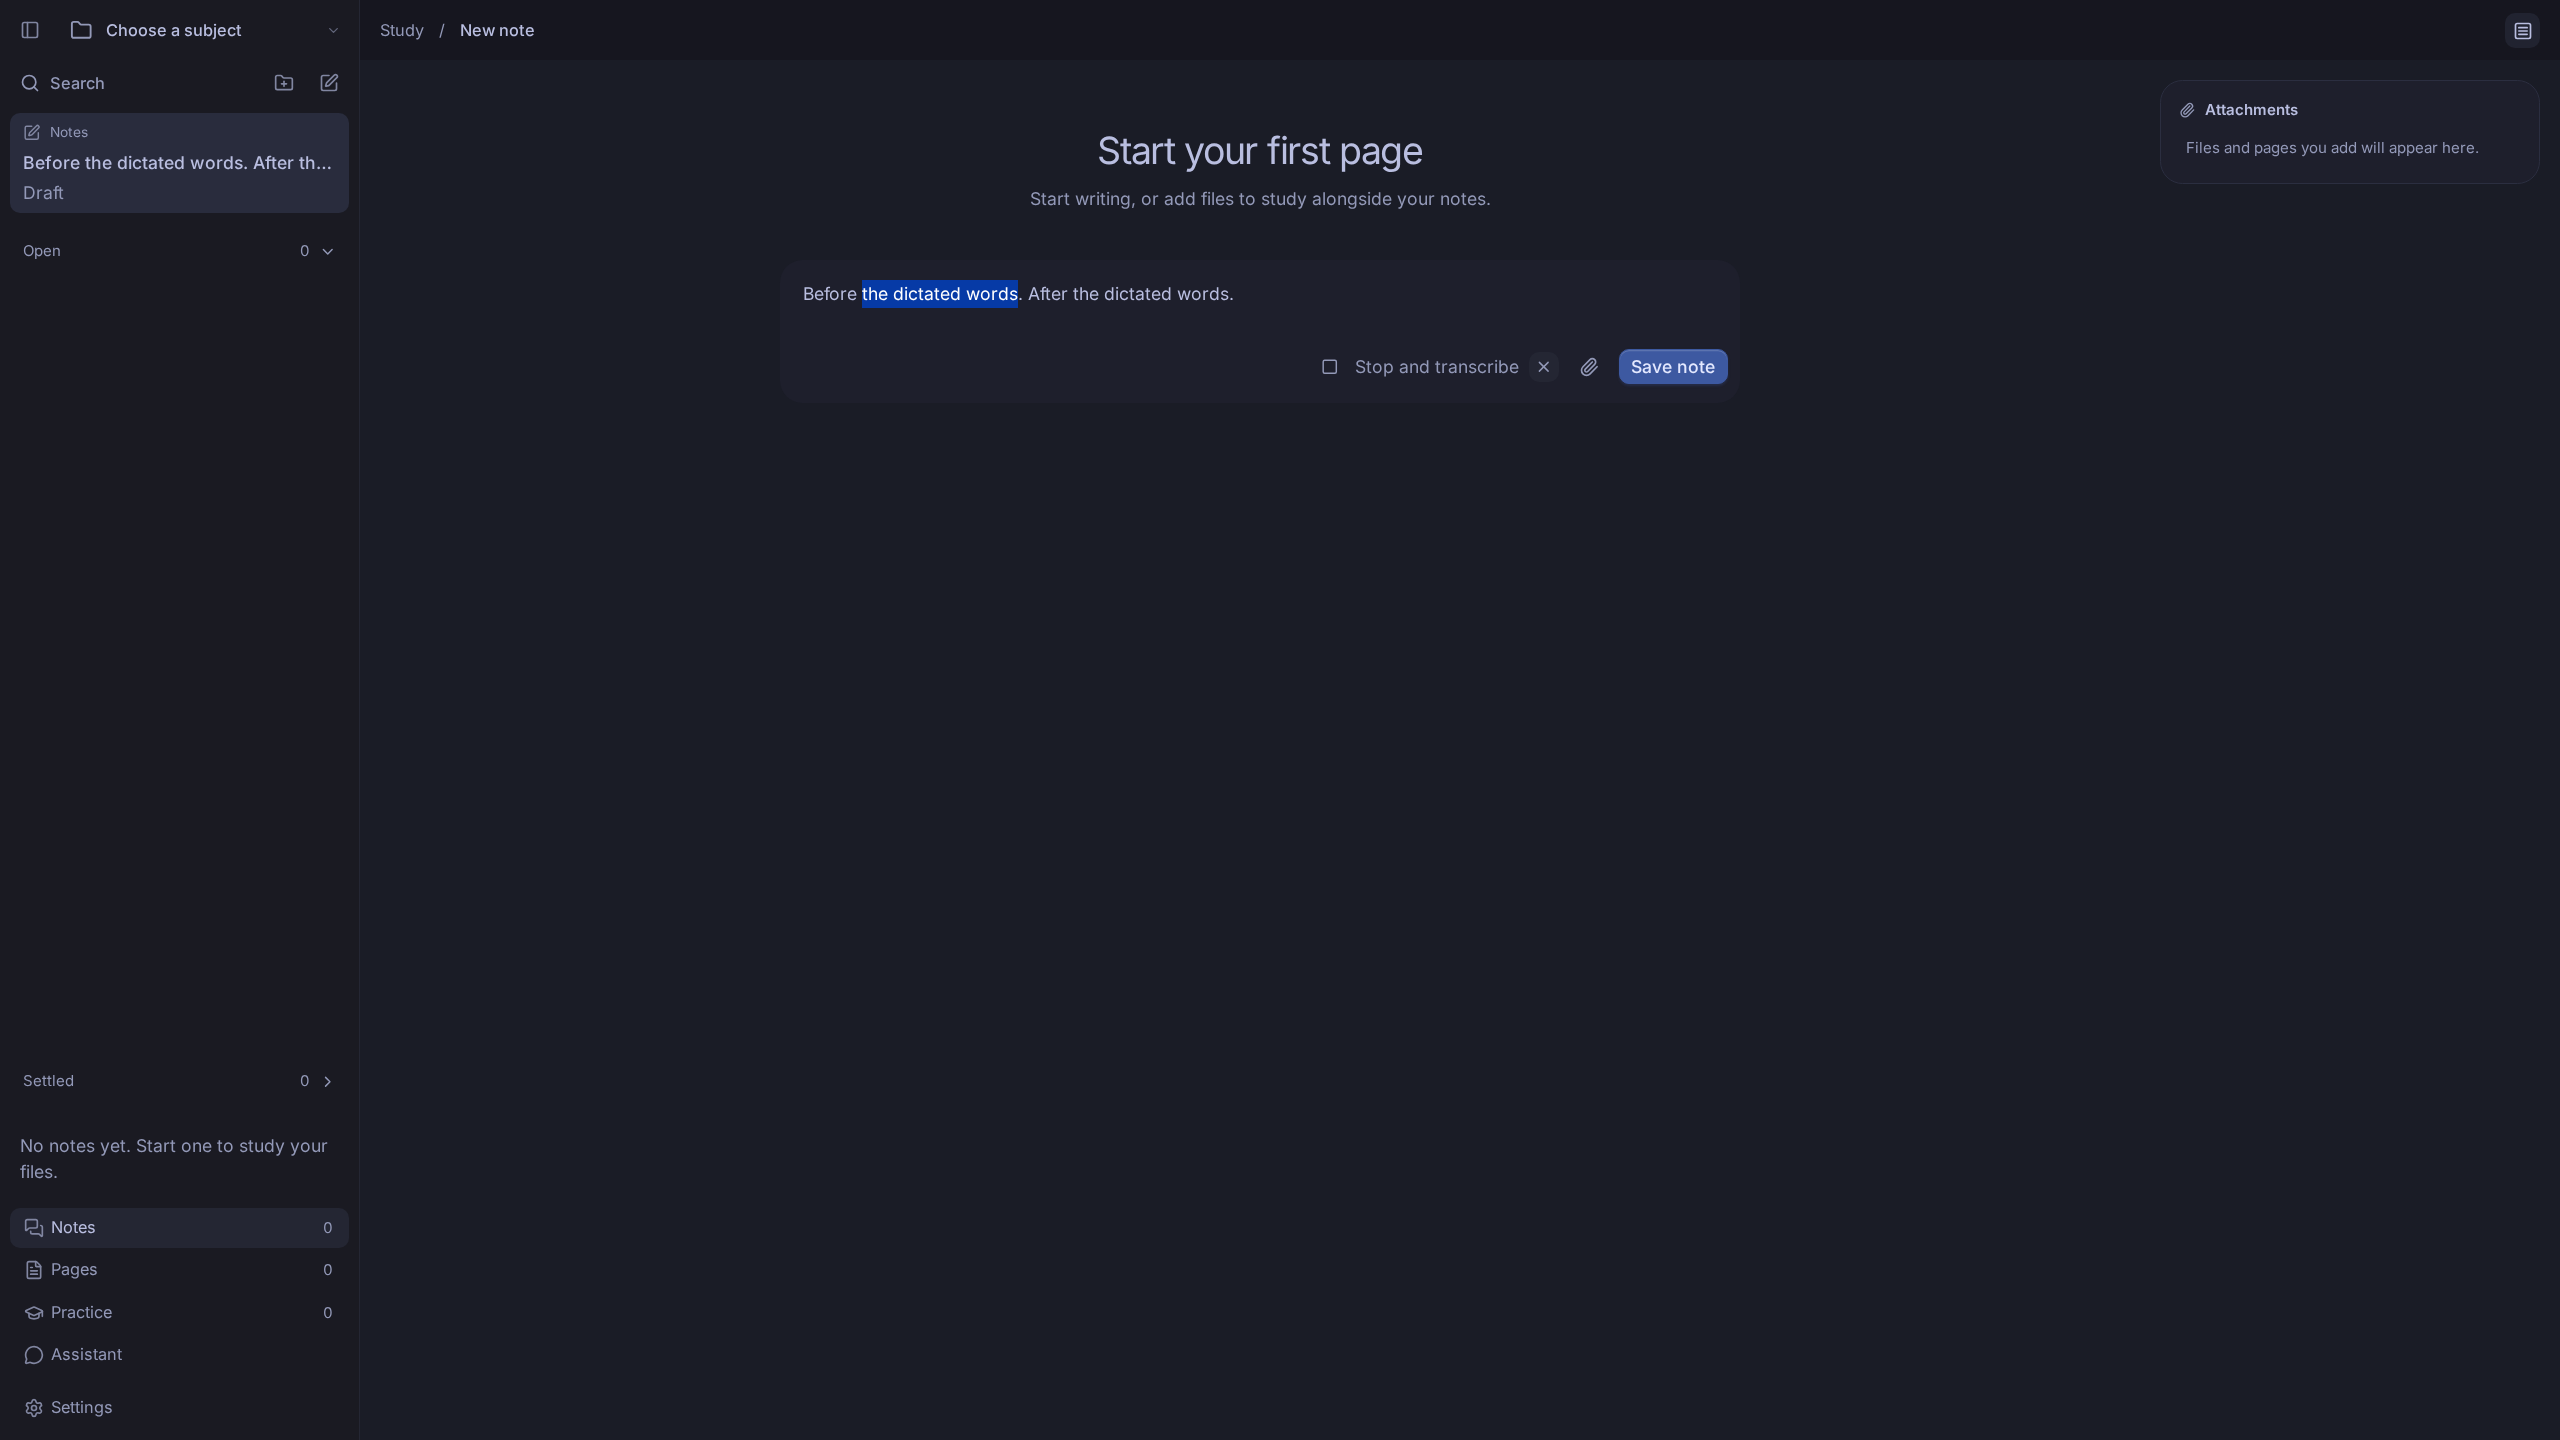 Choose a subject
Search
Notes
Before the dictated words. After th...
Draft
Open 0
Settled 0
No notes yet. Start one to study your
files.
Notes 0
Pages 0
Practice 0
Assistant
Settings
Study / New note
Start your first page
Start writing, or add files to study alongside your notes.
Before the dictated words. After the dictated words.
Stop and transcribe
Save note
Attachments
Files and pages you add will appear here.